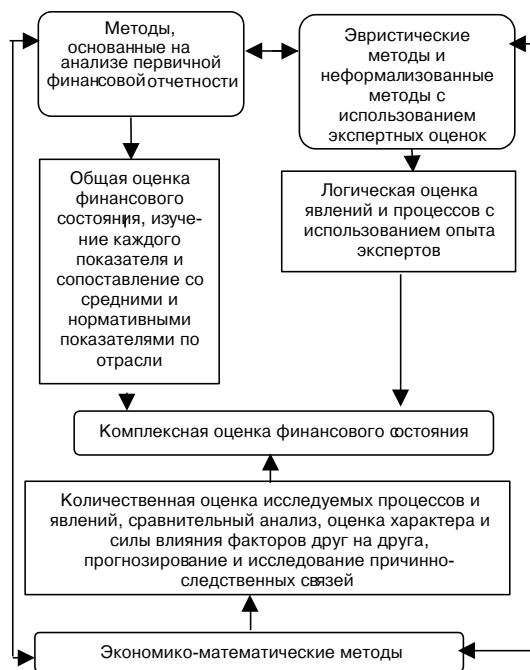 Методы,
основанные на
анализе первичной
финансовой отчетности
Эвристические
методы и
неформализованные
методы с
использованием
экспертных оценок
Общая оценка
финансового
состояния, изуче-
ние каждого
показателя и
сопоставление со
средними и
нормативными
показателями по
отрасли
Логическая оценка
явлений и процессов с
использованием опыта
экспертов
Комплексная оценка финансового состояния
Количественная оценка исследуемых процессов и
явлений, сравнительный анализ, оценка характера и
силы влияния факторов друг на друга,
прогнозирование и исследование причинно-
следственных связей
Экономико-математические методы